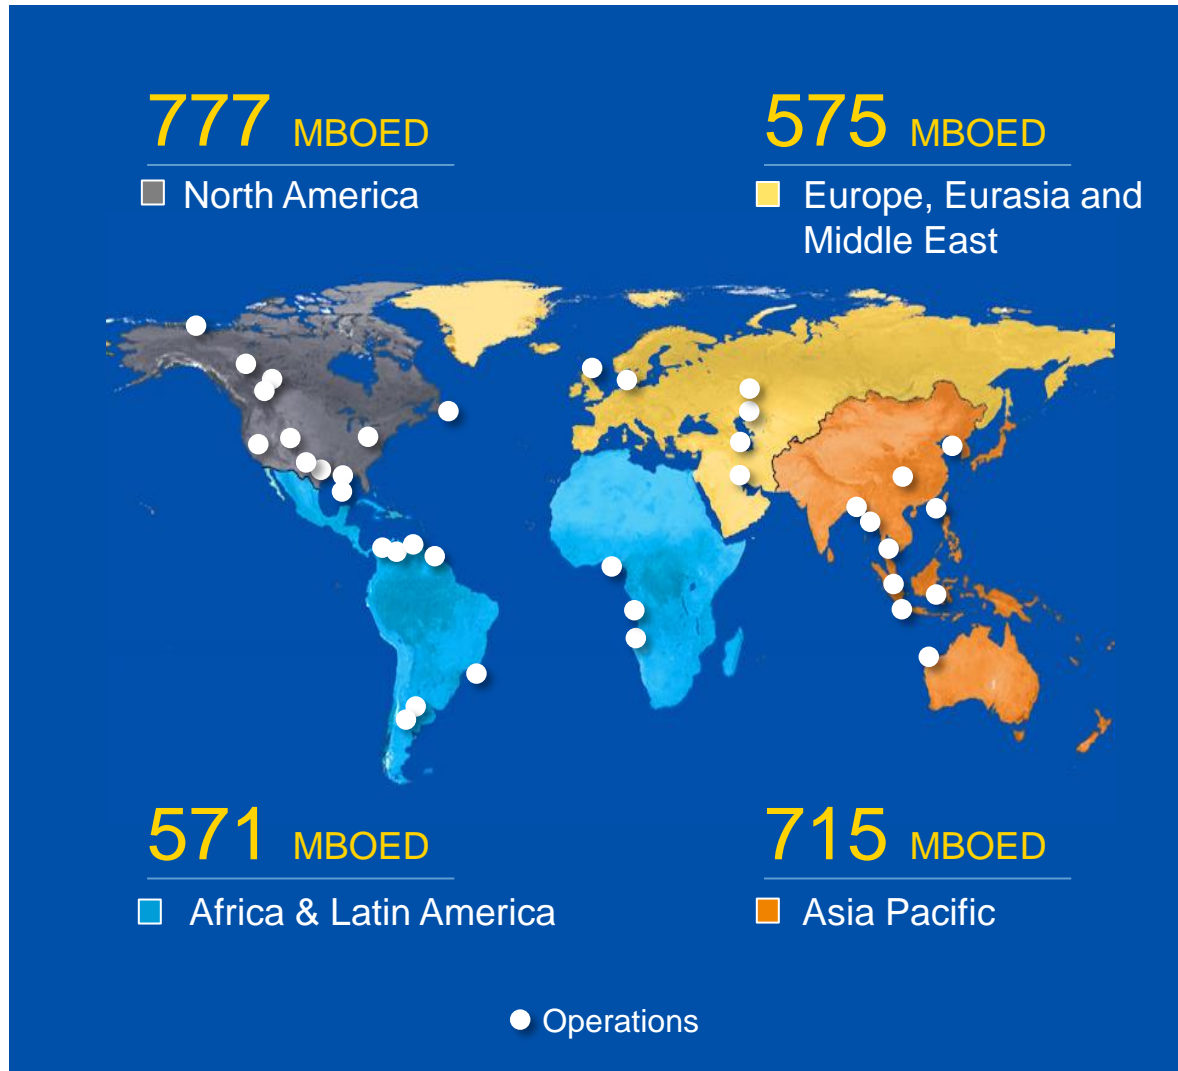 777 MBOED
North America
575 MBOED
Europe, Eurasia and
Middle East
571 MBOED
Africa & Latin America
715 MBOED
Asia Pacific
Operations